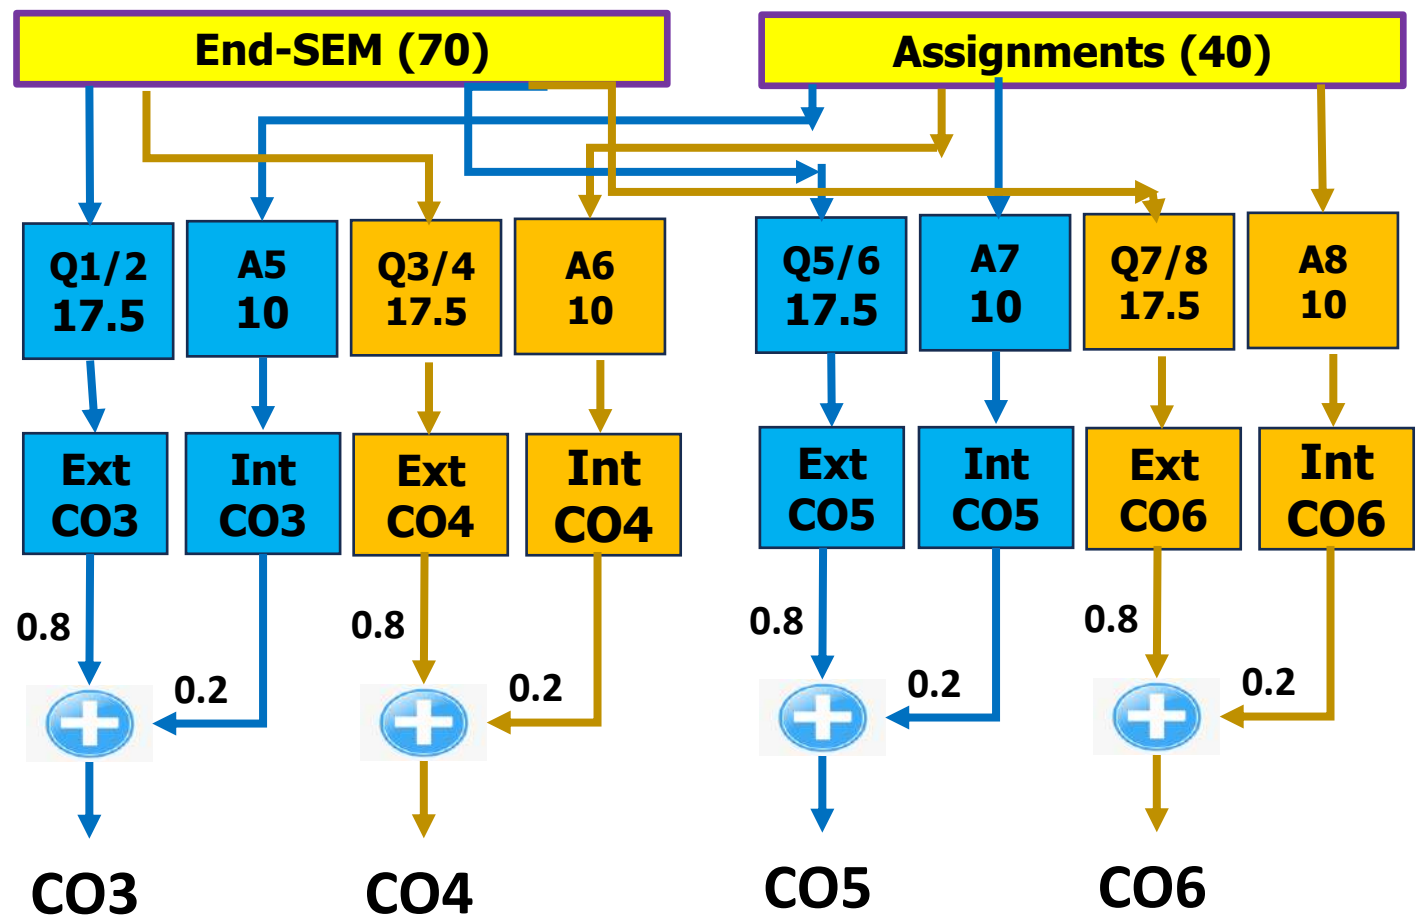 End-SEM (70)
Assignments (40)
Q1/2
17.5
A5
10
Q3/4
17.5
A6
10
Q5/6
17.5
A7
10
Q7/8
17.5
A8
10
Ext
CO3
Int
CO3
Ext
CO4
Int
CO4
Ext
CO5
Int
CO5
Ext
CO6
Int
CO6
0.8
0.2
0.8
0.2
0.8
0.2
0.8
0.2
CO3
CO4
CO5
CO6